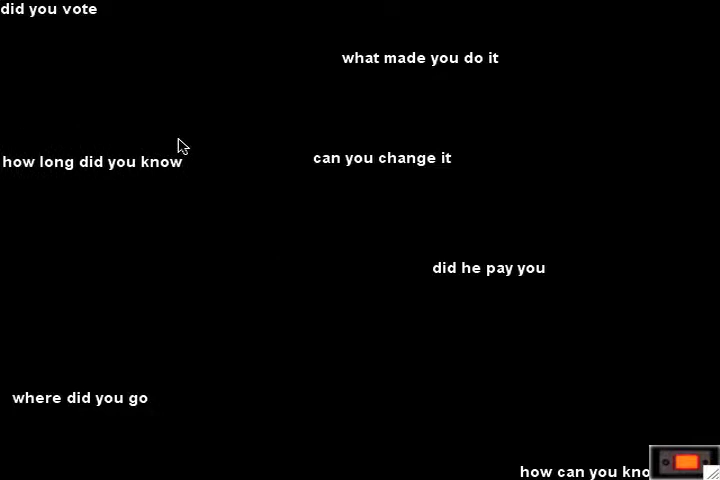 did you vote
what made you do it
can you change it
how long did you know
did he pay you
where did you go
how can you kno